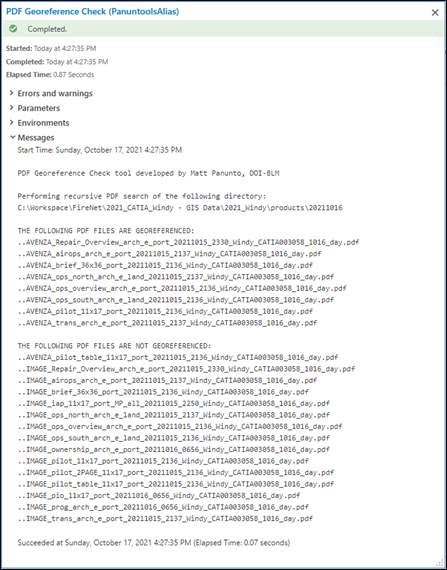 PDF Georeference Check (PanuntoolsAlias)
Completed.
Started: Today at 4:27:35 PM
Completed: Today at 4:27:35 PM
Elapsed Time: 0.87 Seconds
Errors and warnings
Parameters
Environments
Messages
Start Time: Sunday, October 17, 2021 4:27:35 PM
PDF Georeference Check tool developed by Matt Panunto, DOI-BLM
Performing recursive PDF search of the following directory:
C:\Workspace\FireNet\2021_CATIA_Windy - GIS Data\2021_Windy\products\20211016
THE FOLLOWING PDF FILES ARE GEOREFERENCED:
..AVENZA_Repair_Overview_arch_e_port_20211015_2330_Windy_CATIA003058_1016_day.pdf
..AVENZA_airops_arch_e_port_20211015_2137_Windy_CATIA003058_1016_day.pdf
..AVENZA_brief_36x36_port_20211015_2136_Windy_CATIA003058_1016_day.pdf
..AVENZA_ops_north_arch_e_land_20211015_2137_Windy_CATIA003058_1016_day.pdf
..AVENZA_ops_overview_arch_e_port_20211015_2136_Windy_CATIA003058_1016_day.pdf
..AVENZA_ops_south_arch_e_land_20211015_2136_Windy_CATIA003058_1016_day.pdf
..AVENZA_pilot_11x17_port_20211015_2136_Windy_CATIA003058_1016_day.pdf
..AVENZA_trans_arch_e_port_20211015_2137_Windy_CATIA003058_1016_day.pdf
THE FOLLOWING PDF FILES ARE NOT GEOREFERENCED:
..AVENZA_pilot_table_11x17_port_20211015_2136_Windy_CATIA003058_1016_day.pdf
..IMAGE_Repair_Overview_arch_e_port_20211015_2330_Windy_CATIA003058_1016_day.pdf
..IMAGE_airops_arch_e_port_20211015_2137_Windy_CATIA003058_1016_day.pdf
..IMAGE_brief_36x36_port_20211015_2136_Windy_CATIA003058_1016_day.pdf
..IMAGE_iap_11x17_port_MP_all_20211015_2250_Windy_CATIA003058_1016_day.pdf
..IMAGE_ops_north_arch_e_land_20211015_2137_Windy_CATIA003058_1016_day.pdf
..IMAGE_ops_overview_arch_e_port_20211015_2136_Windy_CATIA003058_1016_day.pdf
..IMAGE_ops_south_arch_e_land_20211015_2136_Windy_CATIA003058_1016_day.pdf
..IMAGE_ownership_arch_e_port_20211016_0656_Windy_CATIA003058_1016_day.pdf
..IMAGE_pilot_11x17_port_20211015_2136_Windy_CATIA003058_1016_day.pdf
..IMAGE_pilot_2PAGE_11x17_port_20211015_2136_Windy_CATIA003058_1016_day.pdf
..IMAGE_pilot_table_11x17_port_20211015_2136_Windy_CATIA003058_1016_day.pdf
..IMAGE_pio_11x17_port_20211016_0656_Windy_CATIA003058_1016_day.pdf
..IMAGE_prog_arch_e_port_20211016_0656_Windy_CATIA003058_1016_day.pdf
..IMAGE_trans_arch_e_port_20211015_2137_Windy_CATIA003058_1016_day.pdf
Succeeded at Sunday, October 17, 2021 4:27:35 PM (Elapsed Time: 0.07 seconds)